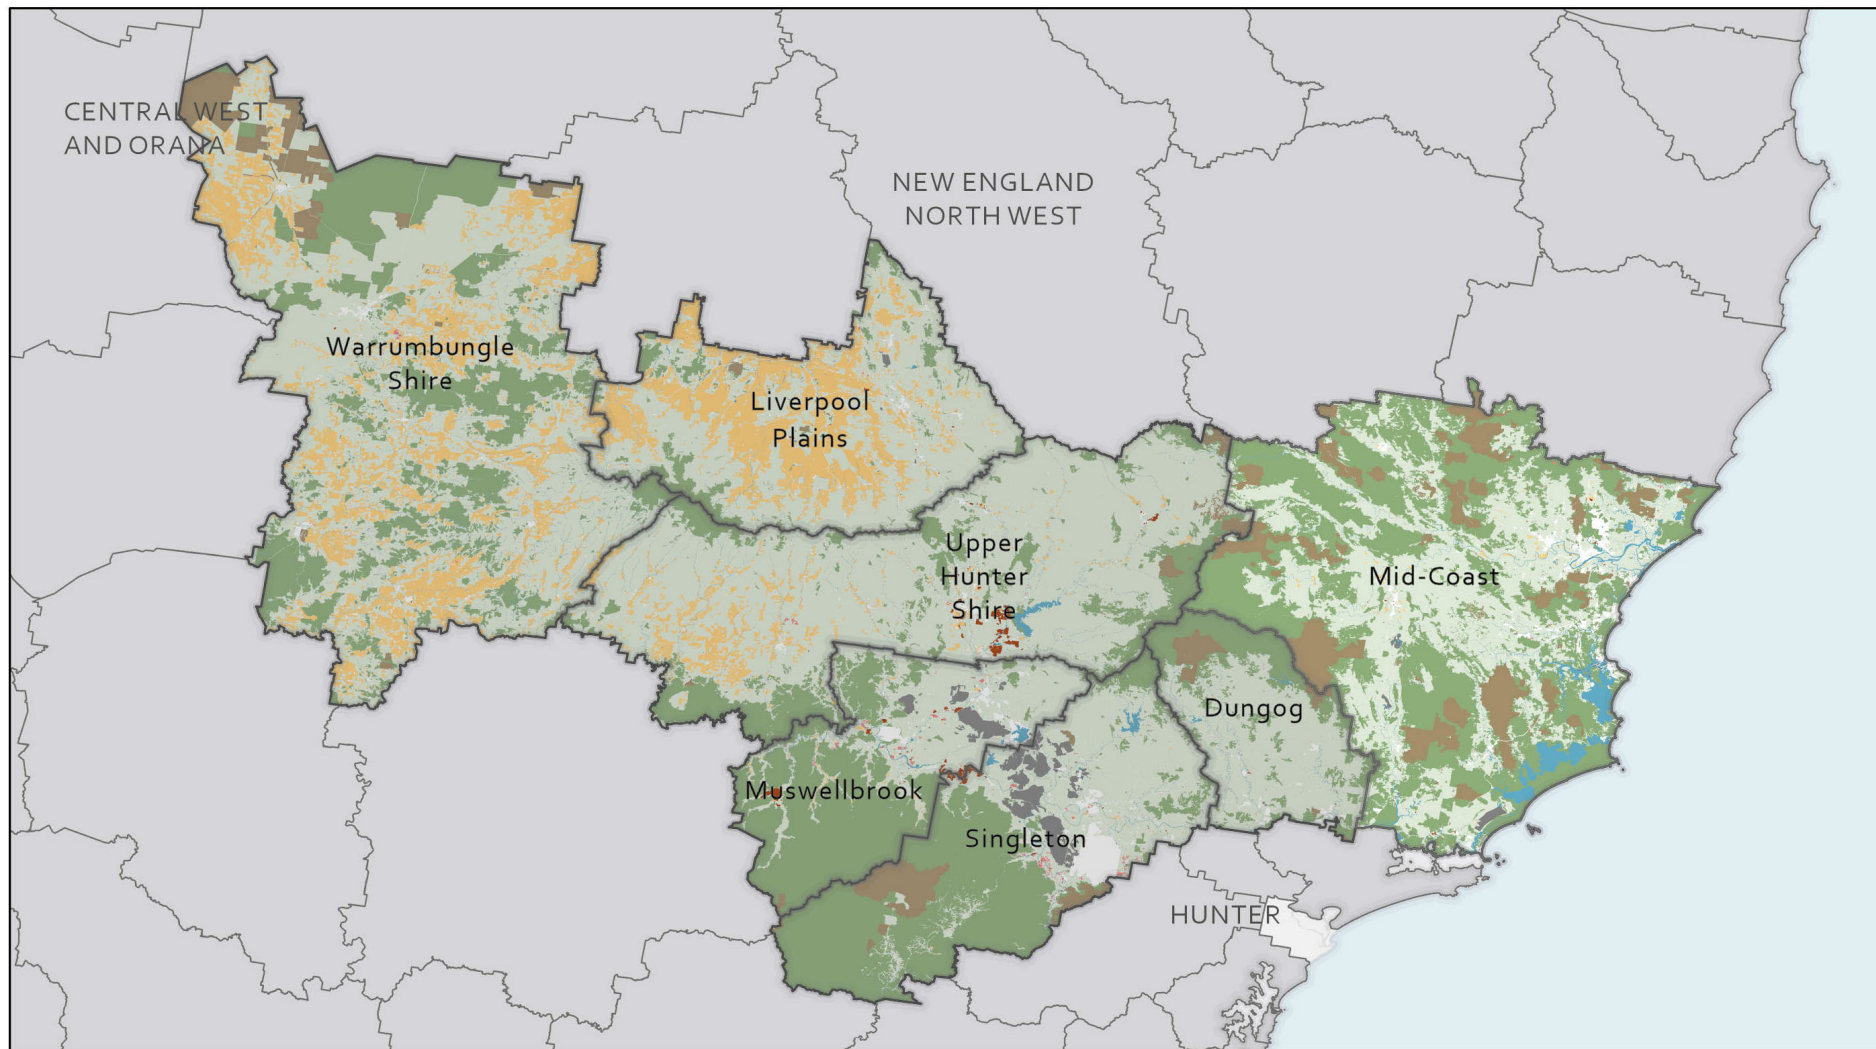 CENTRAL WEST
AND ORANA
NEW ENGLAND
NORTH WEST
Warrumbungle
Shire
Liverpool
Plains
Upper
Hunter
Shire
Mid-Coast
Dungog
Muswellbrook
Singleton
HUNTER